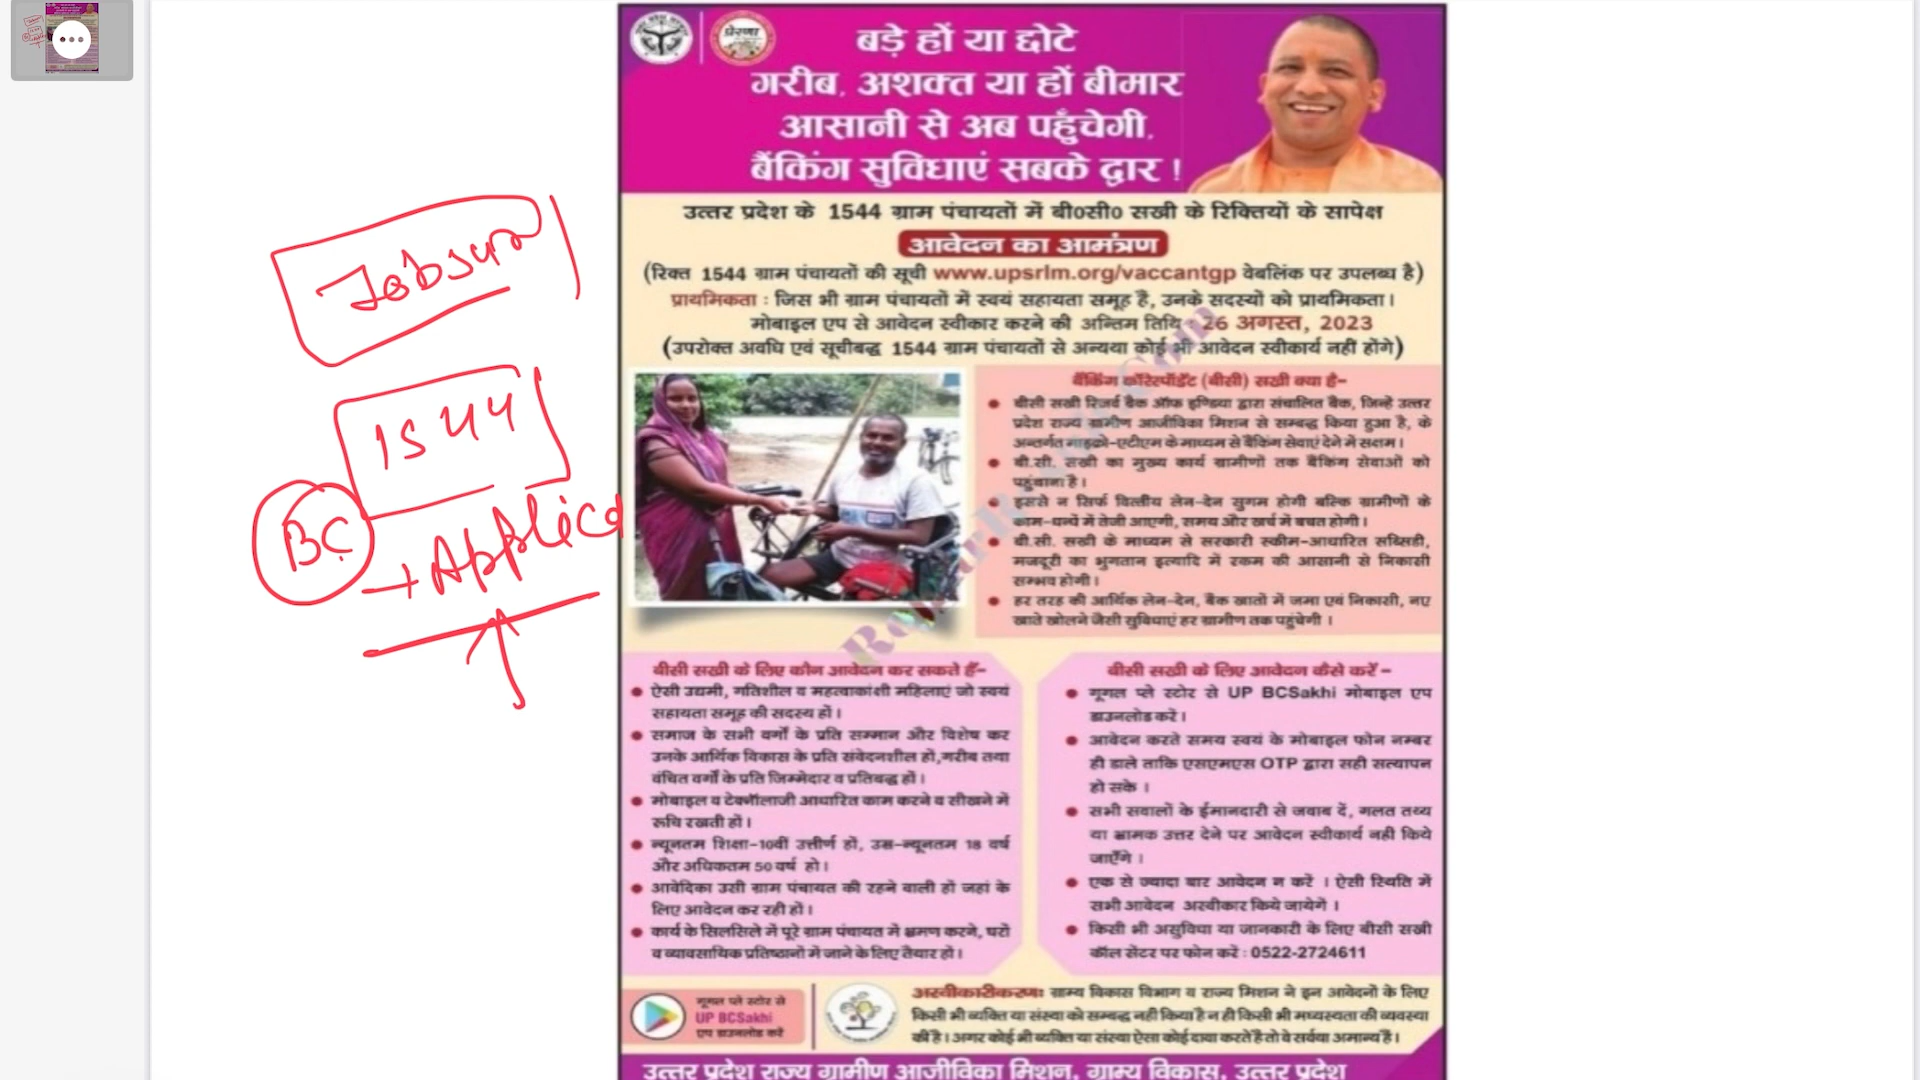 प्रेरणा
बड़े हों या छोटे
गरीब, अशक्त या हों बीमार
आसानी से अब पहुँचेगी,
बैंकिंग सुविधाएं सबके द्वार !
उत्तर प्रदेश के 1544 ग्राम पंचायतों में बी०सी० सखी के रिक्तियों के सापेक्ष
आवेदन का आमंत्रण
(रिक्त 1544 ग्राम पंचायतों की सूची www.upsrlm.org/vaccantgp वेबलिंक पर उपलब्ध है)
प्राथमिकता : जिस भी ग्राम पंचायतों में स्वयं सहायता समूह है, उनके सदस्यों को प्राथमिकता।
मोबाइल एप से आवेदन स्वीकार करने की अन्तिम तिथि 26 अगस्त, 2023
(उपरोक्त अवधि एवं सूचीबद्ध 1544 ग्राम पंचायतों से अन्यथा कोई भी आवेदन स्वीकार्य नहीं होंगे)
1544
BC
बैंकिंग कॉरेस्पॉडेंट (बीसी) सखी क्या है-
बीसी सखी रिजर्व बैंक ऑफ इण्डिया द्वारा संचालित बैंक, जिन्हें उत्तर
प्रदेश राज्य ग्रामीण आजीविका मिशन से सम्बद्ध किया हुआ है, के
अन्तर्गत माइक्रो-एटीएम के माध्यम से बैंकिंग सेवाएं देने में सक्षम।
बी.सी. सखी का मुख्य कार्य ग्रामीणों तक बैंकिंग सेवाओं को
पहुंचाना है।
इससे न सिर्फ वित्तीय लेन-देन सुगम होगी बल्कि ग्रामीणों के
काम-धन्धे में तेजी आएगी, समय और खर्च में बचत होगी।
बी.सी. सखी के माध्यम से सरकारी स्कीम-आधारित सब्सिडी,
मजदूरी का भुगतान इत्यादि में रकम की आसानी से निकासी
सम्भव होगी।
हर तरह की आर्थिक लेन-देन, बैंक खातों में जमा एवं निकासी, नए
खाते खोलने जैसी सुविधाएं हर ग्रामीण तक पहुंचेगी ।
बीसी सखी के लिए कौन आवेदन कर सकते हैं-
ऐसी उद्यमी, गतिशील व महत्वाकांक्षी महिलाएं जो स्वयं
सहायता समूह की सदस्य हों।
समाज के सभी वर्गों के प्रति सम्मान और विशेष कर
उनके आर्थिक विकास के प्रति संवेदनशील हों,गरीब तथा
वंचित वर्गों के प्रति जिम्मेदार व प्रतिबद्ध हों।
मोबाइल व टेक्नॉलाजी आधारित काम करने व सीखने में
रूचि रखती हों।
न्यूनतम शिक्षा-10वीं उत्तीर्ण हों, उम्र-न्यूनतम 18 वर्ष
और अधिकतम 50 वर्ष हो।
आवेदिका उसी ग्राम पंचायत की रहने वाली हों जहां के
लिए आवेदन कर रही हों।
कार्य के सिलसिले में पूरे ग्राम पंचायत में भ्रमण करने, घरों
व व्यावसायिक प्रतिष्ठानों में जाने के लिए तैयार हों।
बीसी सखी के लिए आवेदन कैसे करें -
गूगल प्ले स्टोर से UP BCSakhi मोबाइल एप
डाउनलोड करें।
आवेदन करते समय स्वयं के मोबाइल फोन नम्बर
ही डाले ताकि एसएमएस OTP द्वारा सही सत्यापन
हो सके ।
सभी सवालों के ईमानदारी से जवाब दें, गलत तथ्य
या भ्रामक उत्तर देने पर आवेदन स्वीकार्य नही किये
जाएँगे ।
एक से ज्यादा बार आवेदन न करें । ऐसी स्थिति में
सभी आवेदन अस्वीकार किये जायेगें ।
किसी भी असुविधा या जानकारी के लिए बीसी सखी
कॉल सेंटर पर फोन करें : 0522-2724611
गूगल प्ले स्टोर से
UP BCSakhi
एप डाउनलोड करें
अस्वीकारीकरणः ग्राम्य विकास विभाग व राज्य मिशन ने इन आवेदनों के लिए
किसी भी व्यक्ति या संस्था को सम्बद्ध नहीं किया है न ही किसी भी मध्यस्थता की व्यवस्था
की है। अगर कोई भी व्यक्ति या संस्था ऐसा कोई दावा करते है तो वे सर्वथा अमान्य हैं।
उत्तर प्रदेश राज्य ग्रामीण आजीविका मिशन, ग्राम्य विकास, उत्तर प्रदेश